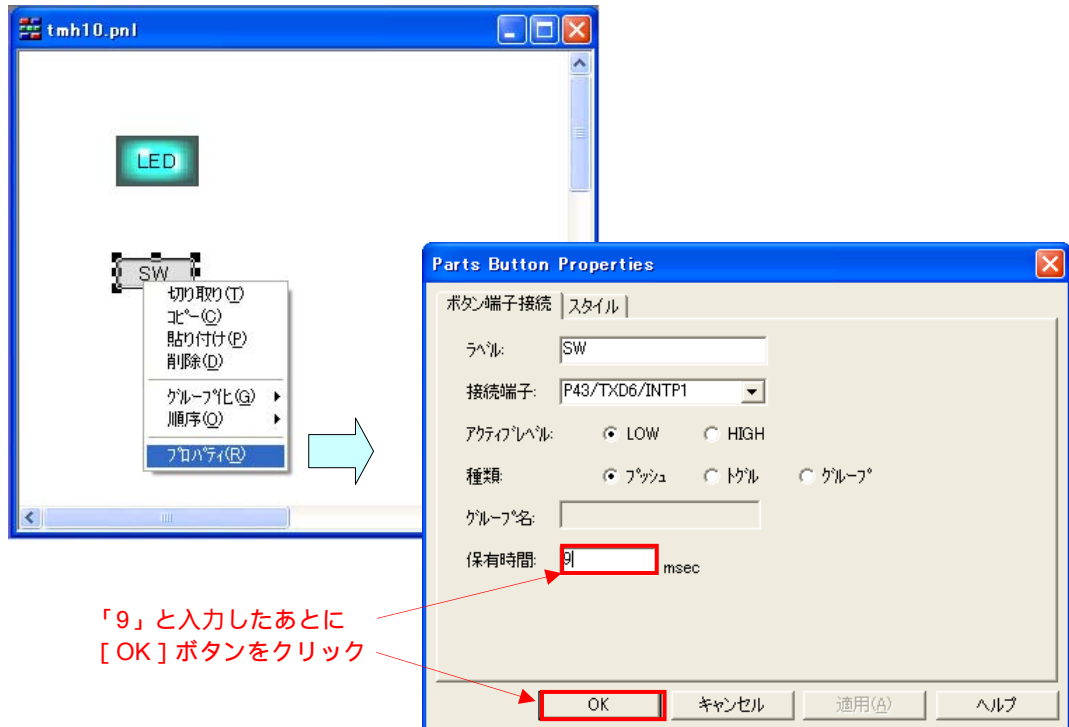 tmh10.pnl
LED
SW
切り取り(T)
ｺﾋﾟｰ(C)
貼り付け(P)
削除(D)
ｸﾞﾙｰﾌﾟ化(G)
順序(O)
ﾌﾟﾛﾊﾟﾃｨ(R)
Parts Button Properties
ボタン端子接続 スタイル
ﾗﾍﾞﾙ: SW
接続端子: P43/TXD6/INTP1
ｱｸﾃｨﾌﾞﾚﾍﾞﾙ: LOW HIGH
種類: ﾌﾟｯｼｭ ﾄｸﾞﾙ ｸﾞﾙｰﾌﾟ
ｸﾞﾙｰﾌﾟ名:
保有時間: 9 msec
「9」と入力したあとに
[ OK ] ボタンをクリック
OK ｷｬﾝｾﾙ 適用(A) ﾍﾙﾌﾟ